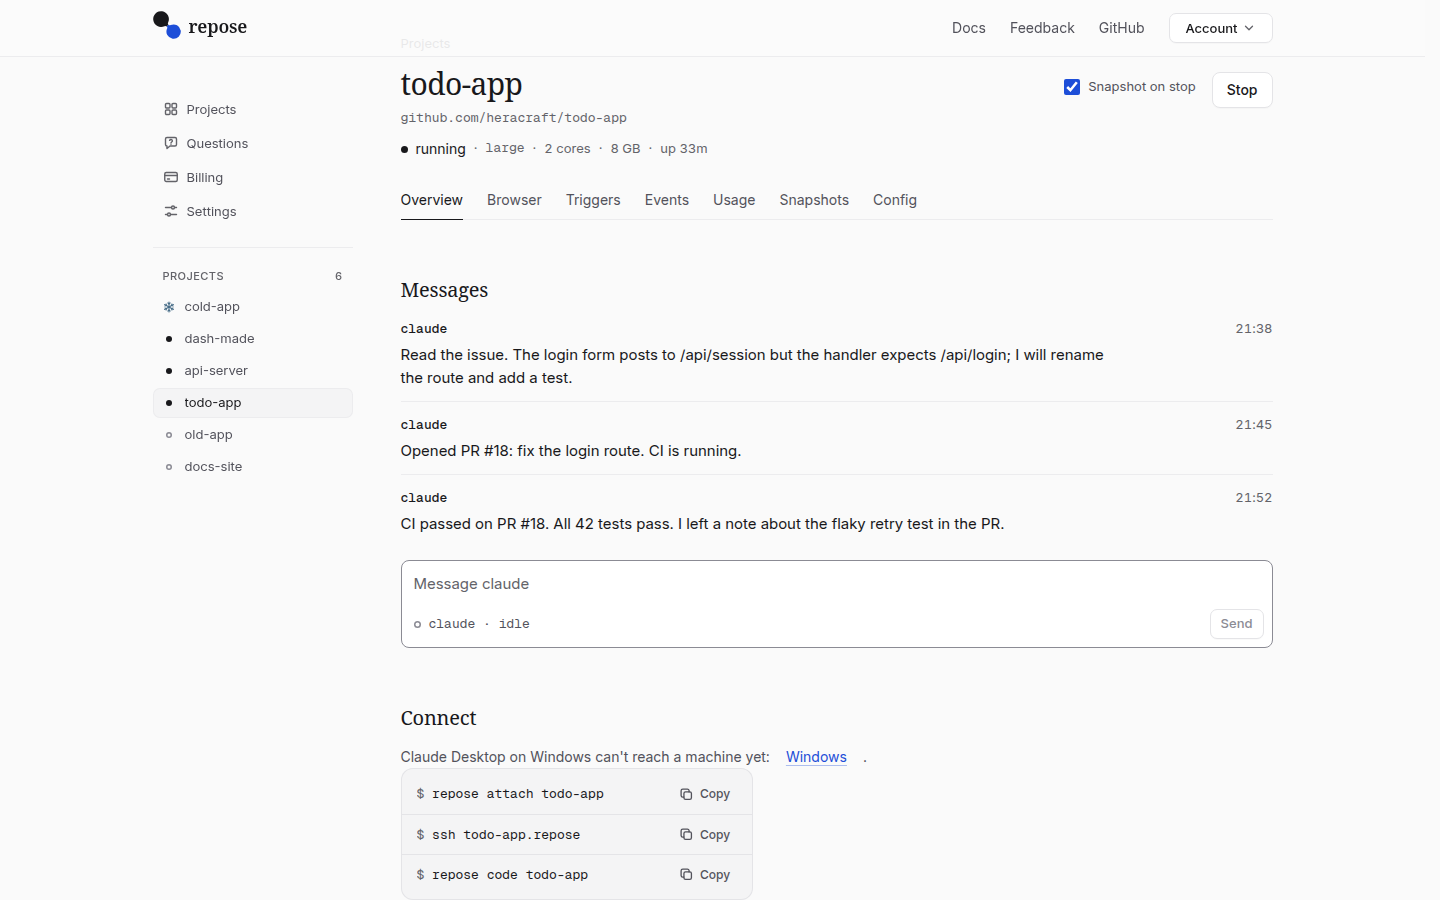 repose
Docs
Feedback
GitHub
Account
Projects
Questions
Billing
Settings
PROJECTS 6
cold-app
dash-made
api-server
todo-app
old-app
docs-site
Projects
todo-app
Snapshot on stop
Stop
github.com/heracraft/todo-app
running · large · 2 cores · 8 GB · up 33m
Overview
Browser
Triggers
Events
Usage
Snapshots
Config
Messages
claude 21:38
Read the issue. The login form posts to /api/session but the handler expects /api/login; I will rename
the route and add a test.
claude 21:45
Opened PR #18: fix the login route. CI is running.
claude 21:52
CI passed on PR #18. All 42 tests pass. I left a note about the flaky retry test in the PR.
Message claude
claude · idle
Send
Connect
Claude Desktop on Windows can't reach a machine yet: Windows .
$ repose attach todo-app Copy
$ ssh todo-app.repose Copy
$ repose code todo-app Copy